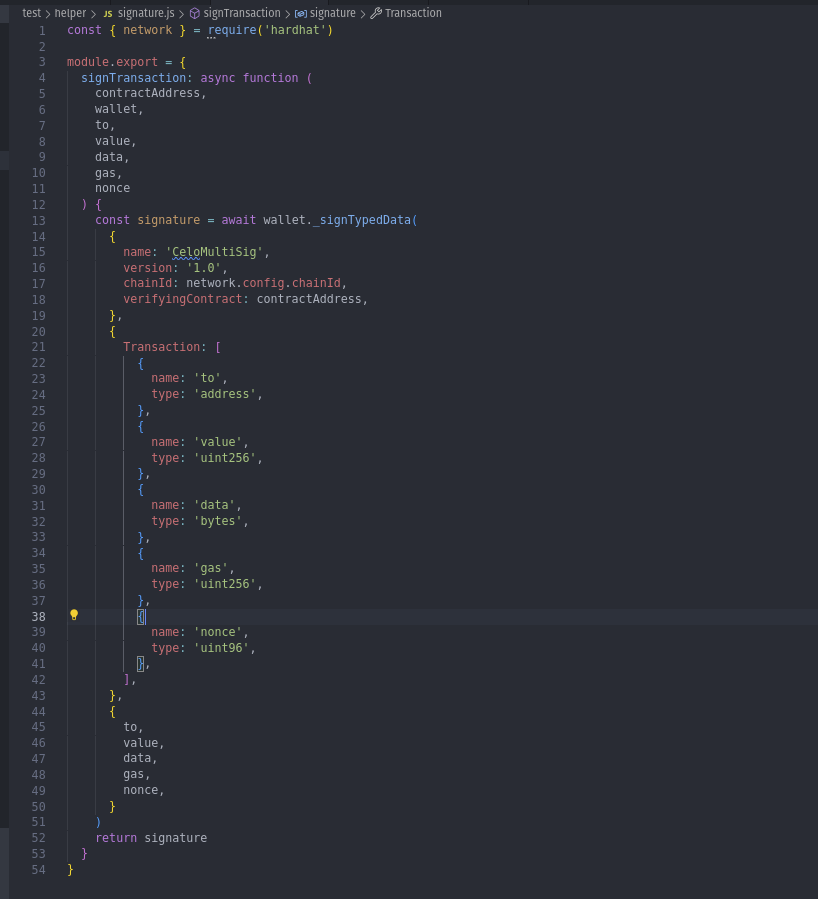 test > helper > JS signature.js > signTransaction > signature > Transaction
1 const { network } = require('hardhat')
2
3 module.export = {
4 signTransaction: async function (
5 contractAddress,
6 wallet,
7 to,
8 value,
9 data,
10 gas,
11 nonce
12 ) {
13 const signature = await wallet._signTypedData(
14 {
15 name: 'CeloMultiSig',
16 version: '1.0',
17 chainId: network.config.chainId,
18 verifyingContract: contractAddress,
19 },
20 {
21 Transaction: [
22 {
23 name: 'to',
24 type: 'address',
25 },
26 {
27 name: 'value',
28 type: 'uint256',
29 },
30 {
31 name: 'data',
32 type: 'bytes',
33 },
34 {
35 name: 'gas',
36 type: 'uint256',
37 },
38 {
39 name: 'nonce',
40 type: 'uint96',
41 },
42 ],
43 },
44 {
45 to,
46 value,
47 data,
48 gas,
49 nonce,
50 }
51 )
52 return signature
53 }
54 }